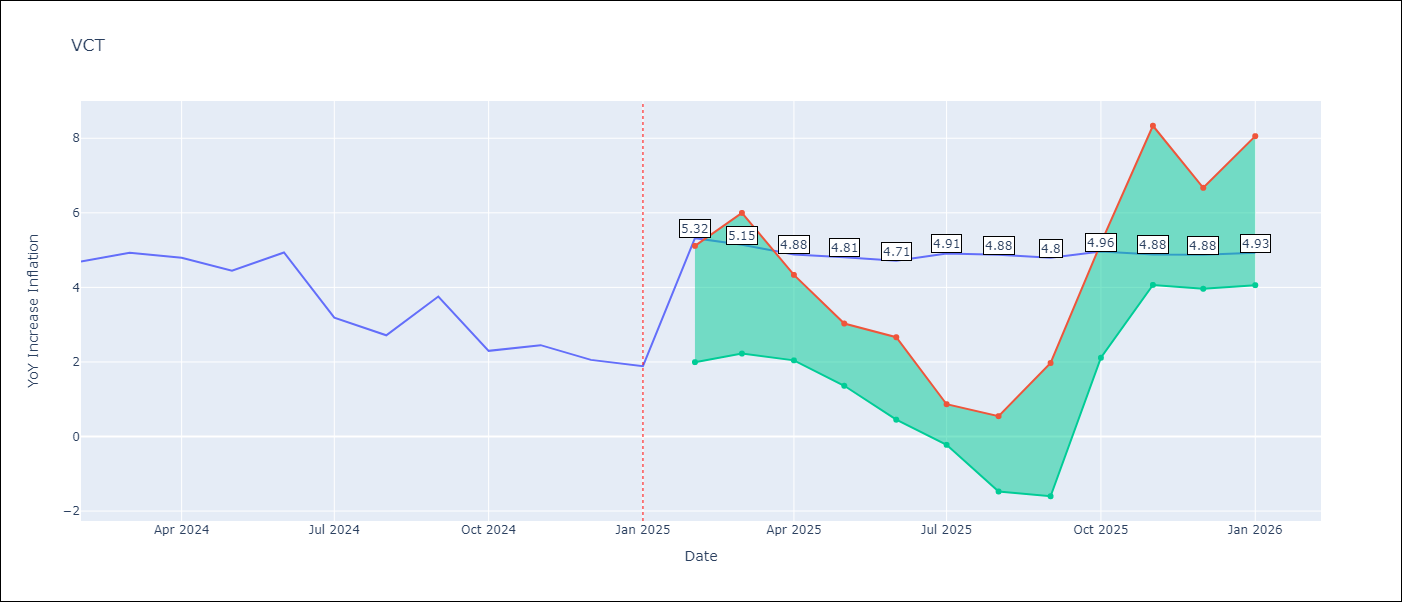 VCT
YoY Increase Inflation
8
6
4
2
0
−2
5.32
5.15
4.88
4.81
4.71
4.91
4.88
4.8
4.96
4.88
4.88
4.93
Apr 2024
Jul 2024
Oct 2024
Jan 2025
Apr 2025
Jul 2025
Oct 2025
Jan 2026
Date